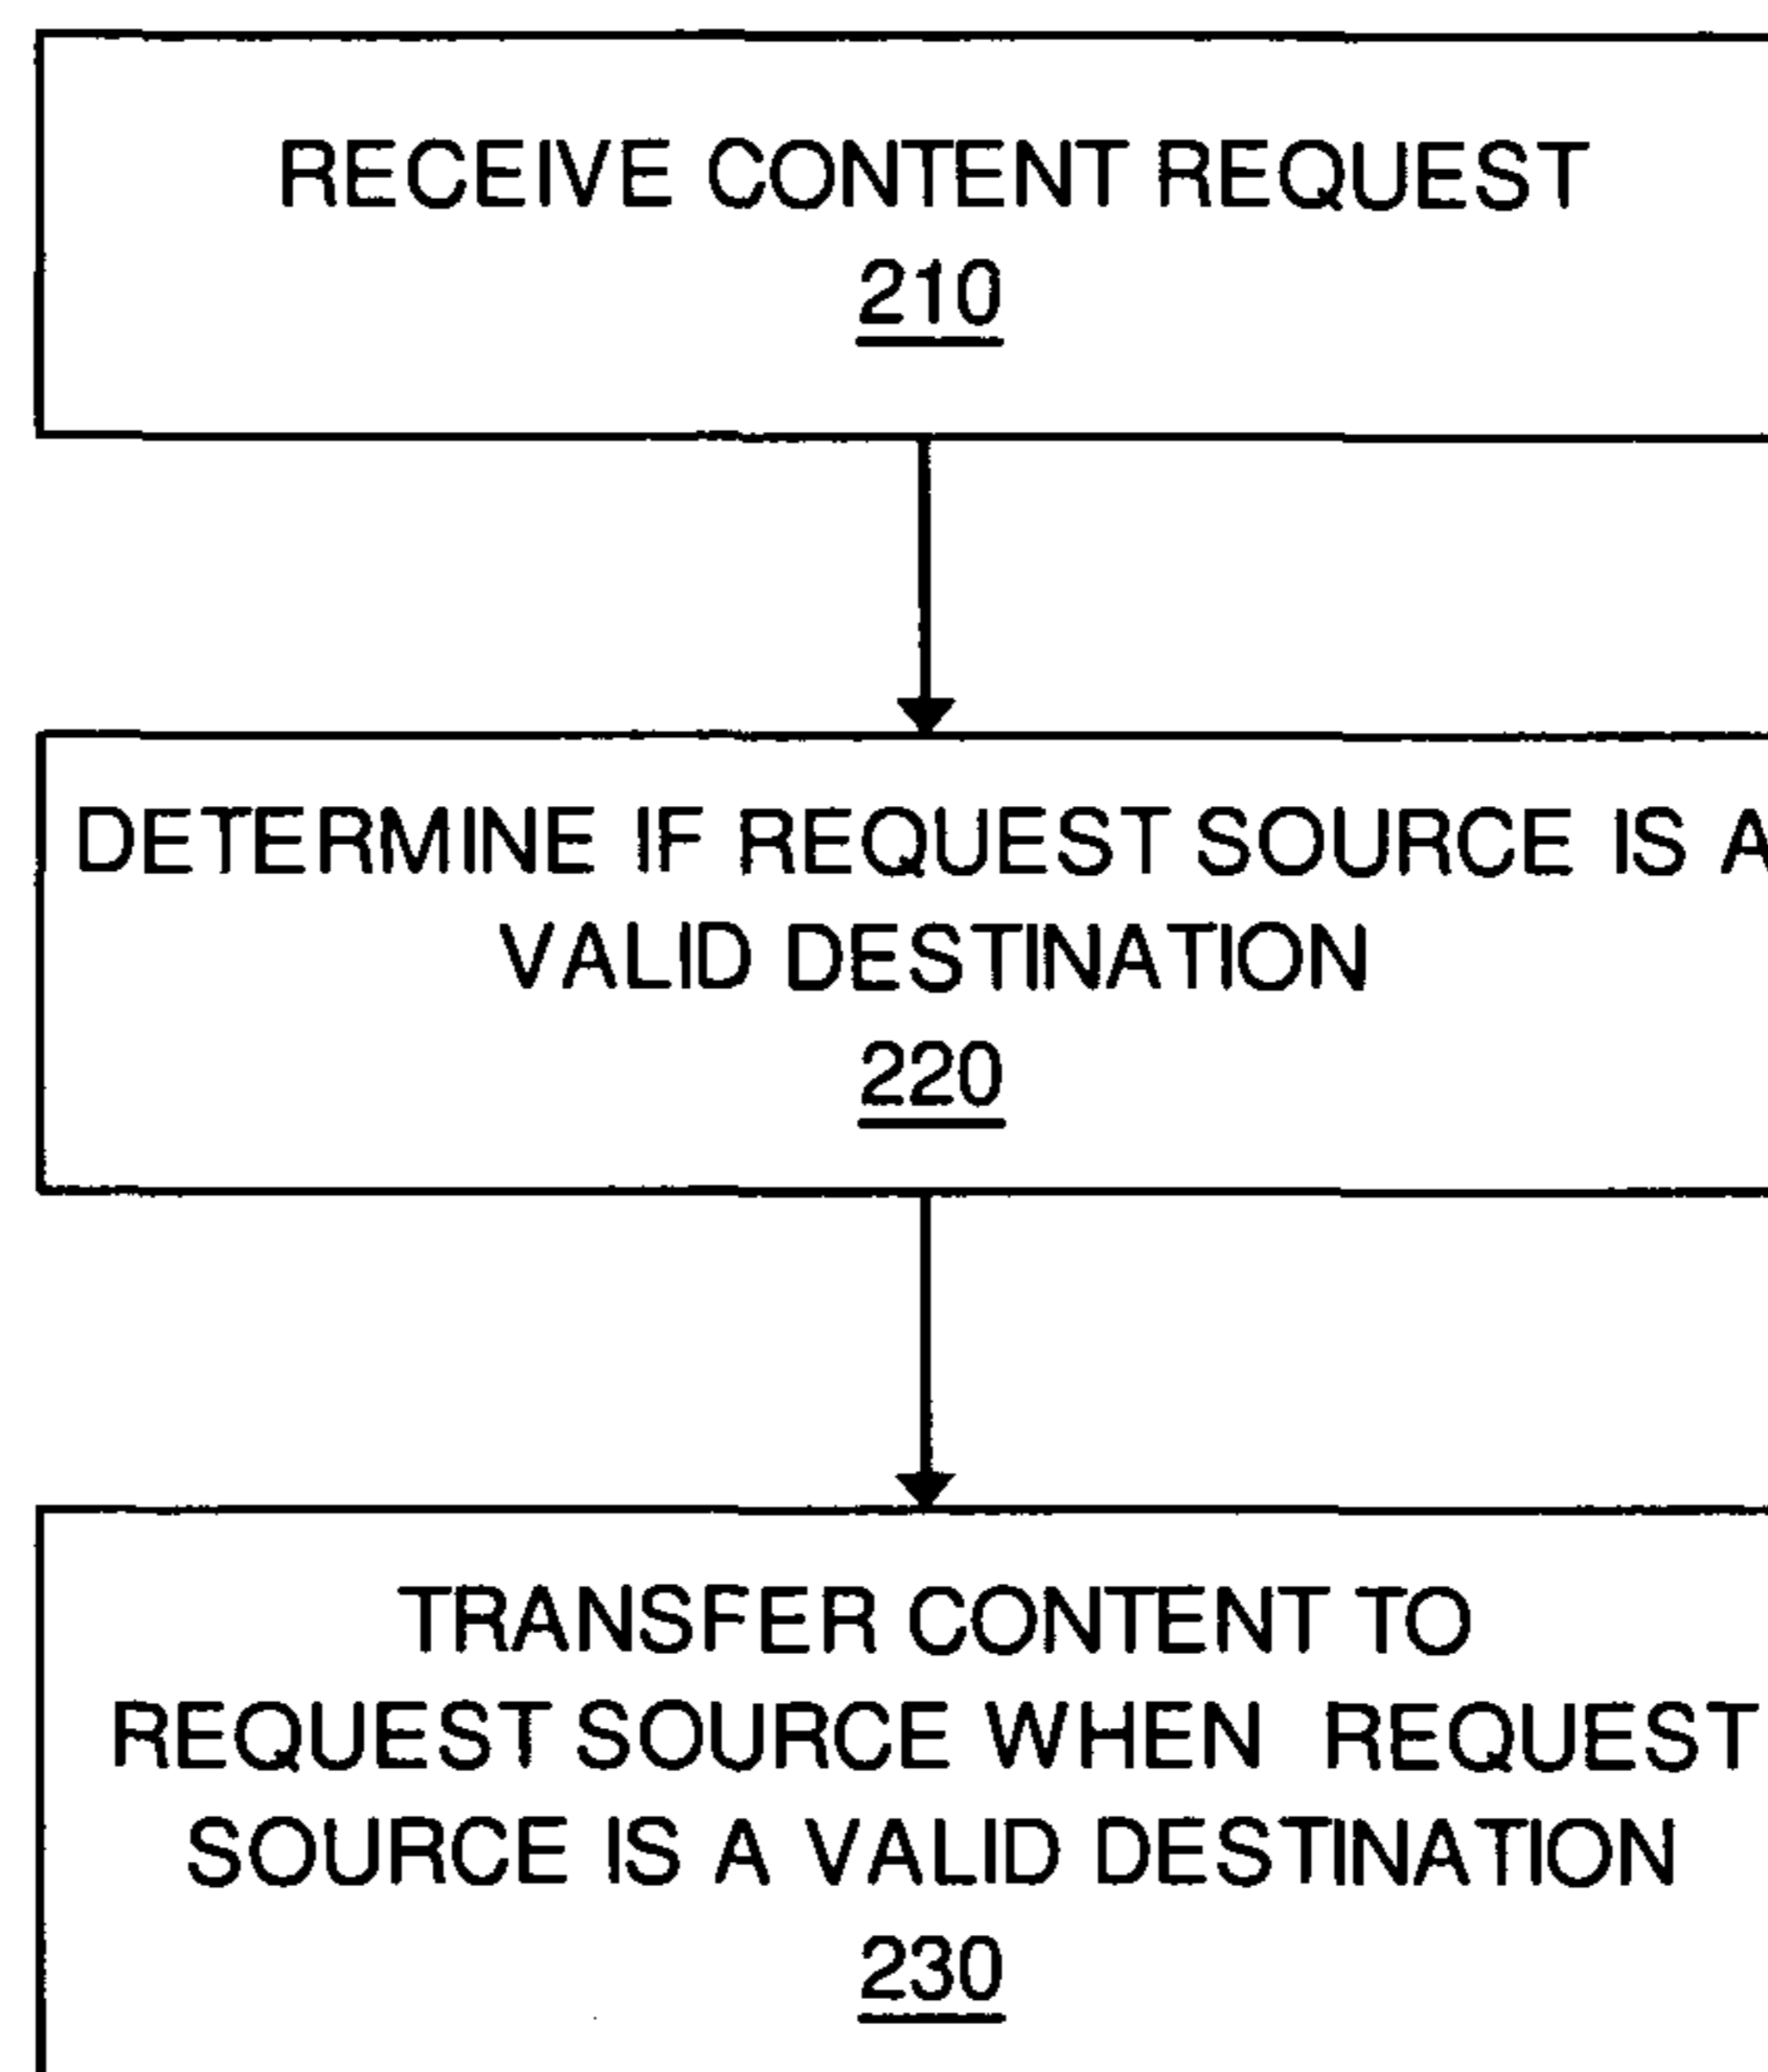 RECEIVE CONTENT REQUEST
210
DETERMINE IF REQUEST SOURCE IS A
VALID DESTINATION
220
TRANSFER CONTENT TO
REQUEST SOURCE WHEN REQUEST
SOURCE IS A VALID DESTINATION
230